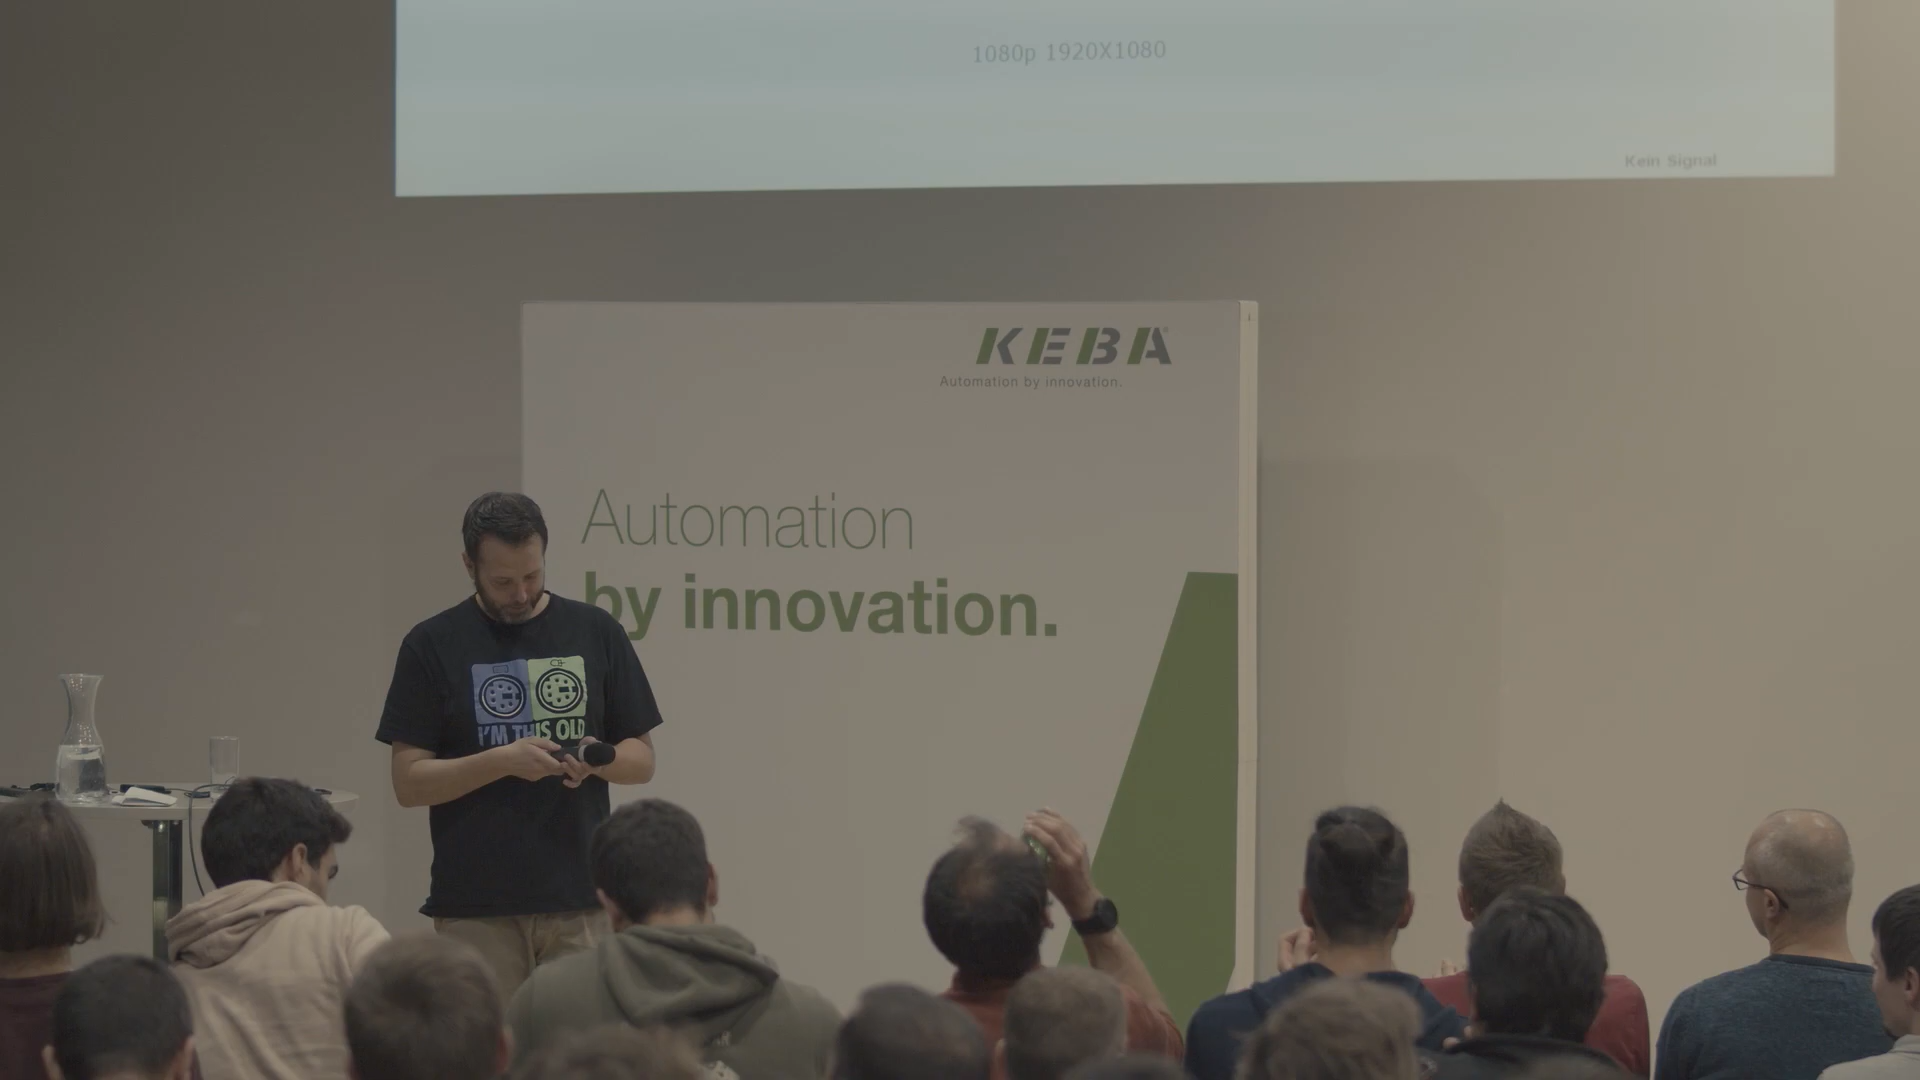 1080p 1920X1080
Kein Signal
KEBA
Automation by innovation.
Automation
by innovation.
I'M THIS OLD